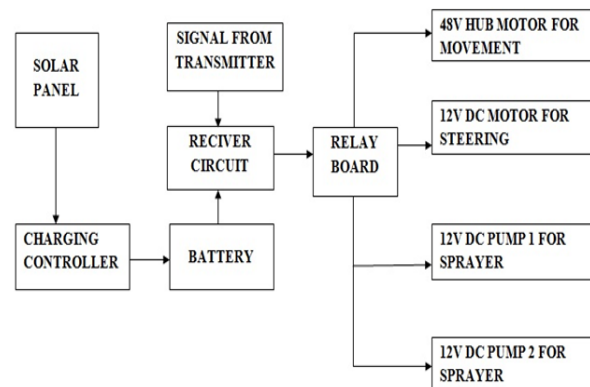 SOLAR
PANEL
SIGNAL FROM
TRANSMITTER
48V HUB MOTOR FOR
MOVEMENT
RECIVER
CIRCUIT
RELAY
BOARD
12V DC MOTOR FOR
STEERING
CHARGING
CONTROLLER
BATTERY
12V DC PUMP 1 FOR
SPRAYER
12V DC PUMP 2 FOR
SPRAYER